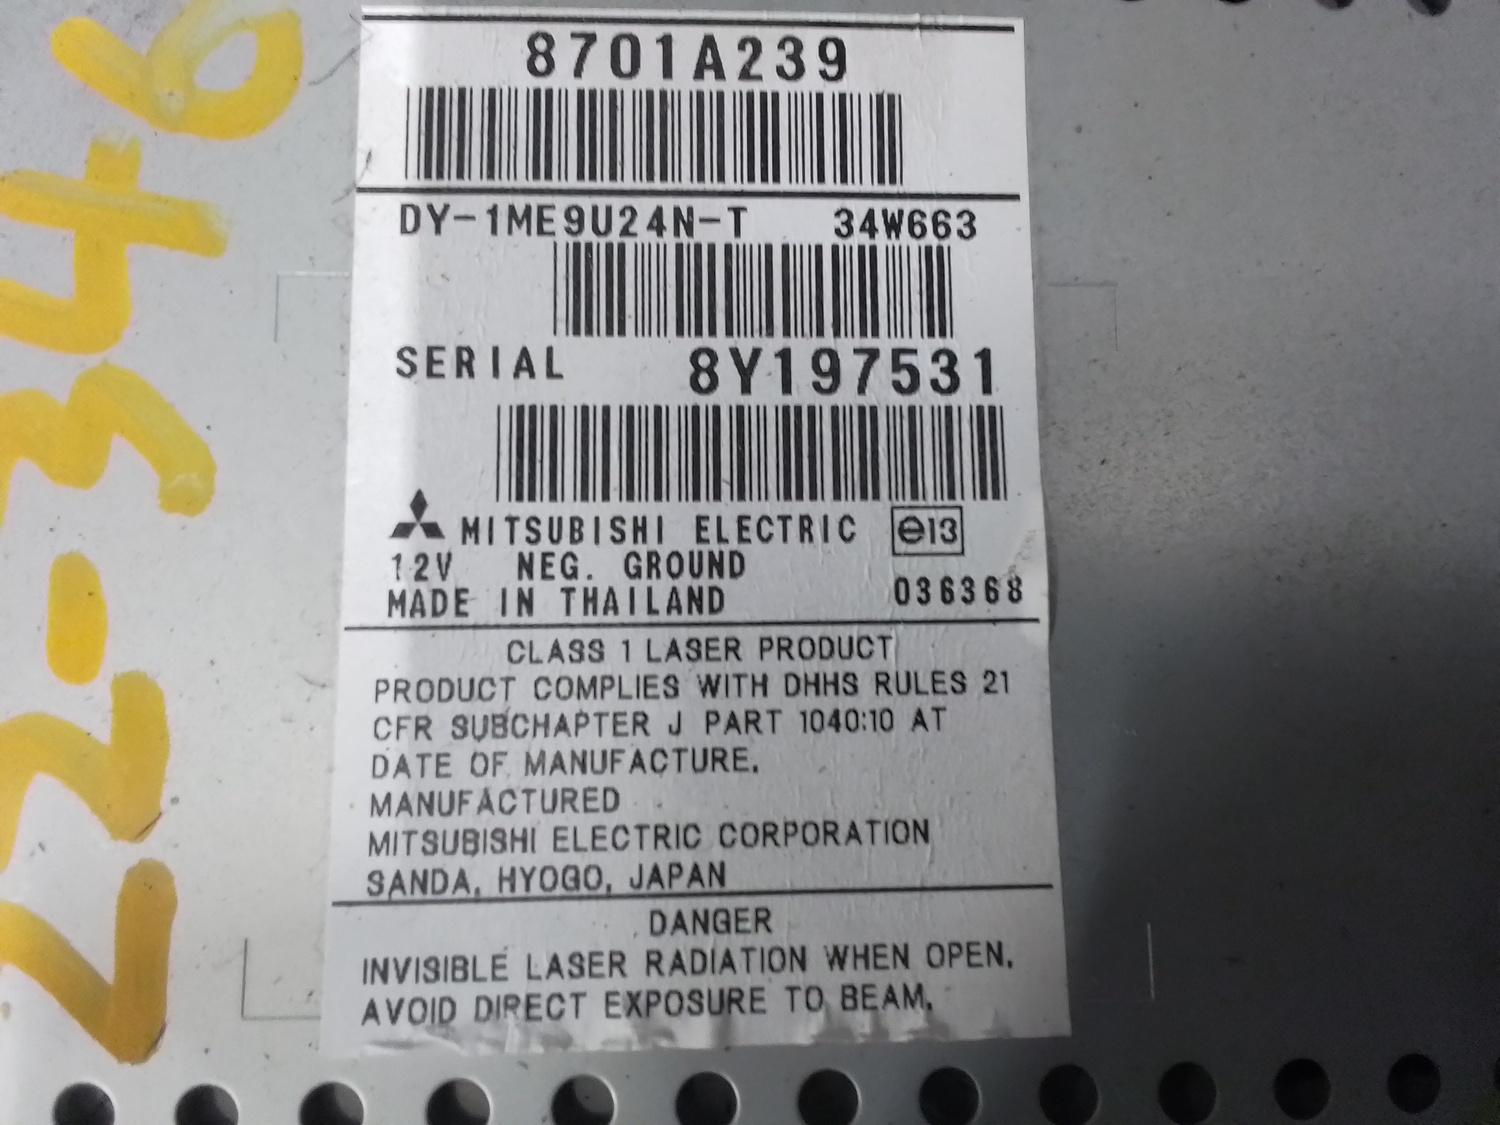 8701A239
DY-1ME9U24N-T 34W663
SERIAL 8Y197531
MITSUBISHI ELECTRIC e13
12V NEG. GROUND
MADE IN THAILAND 036368
CLASS 1 LASER PRODUCT
PRODUCT COMPLIES WITH DHHS RULES 21
CFR SUBCHAPTER J PART 1040:10 AT
DATE OF MANUFACTURE.
MANUFACTURED
MITSUBISHI ELECTRIC CORPORATION
SANDA, HYOGO, JAPAN
DANGER
INVISIBLE LASER RADIATION WHEN OPEN.
AVOID DIRECT EXPOSURE TO BEAM.
22-346